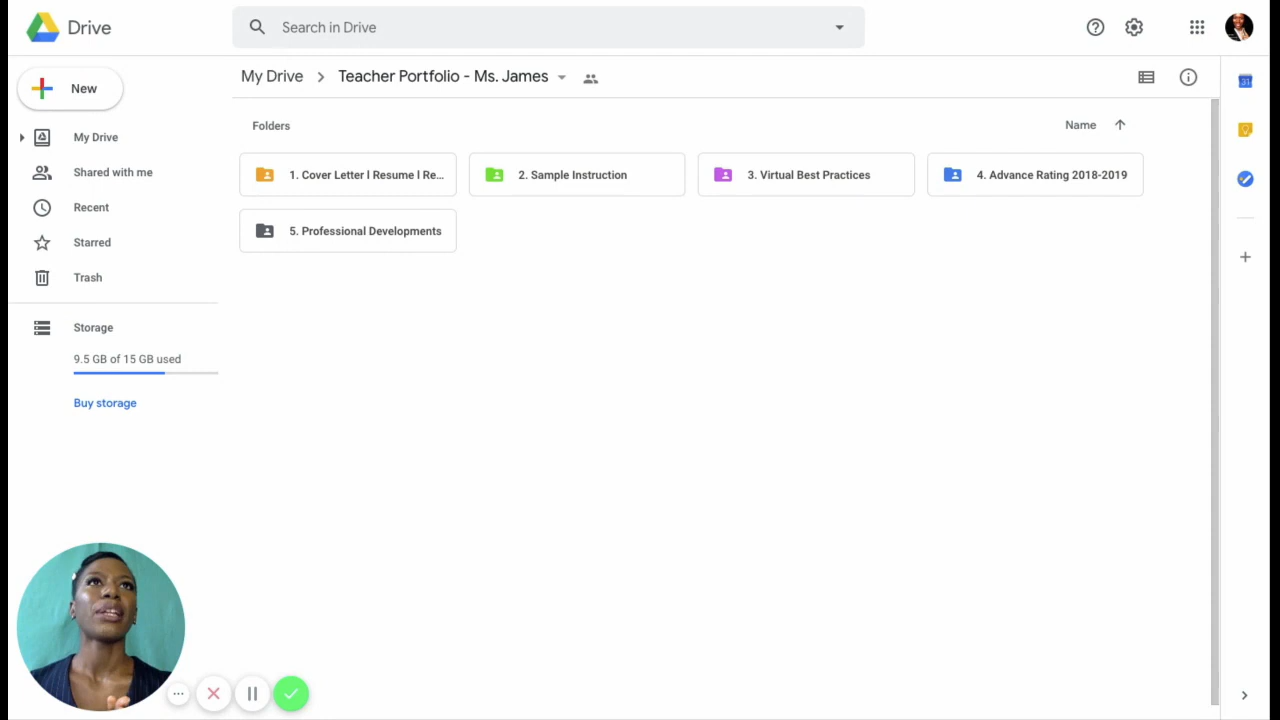 Drive
Search in Drive
New
My Drive
Teacher Portfolio - Ms. James
My Drive
Shared with me
Recent
Starred
Trash
Storage
9.5 GB of 15 GB used
Buy storage
Folders
Name
1. Cover Letter l Resume l Re...
2. Sample Instruction
3. Virtual Best Practices
4. Advance Rating 2018-2019
5. Professional Developments
31